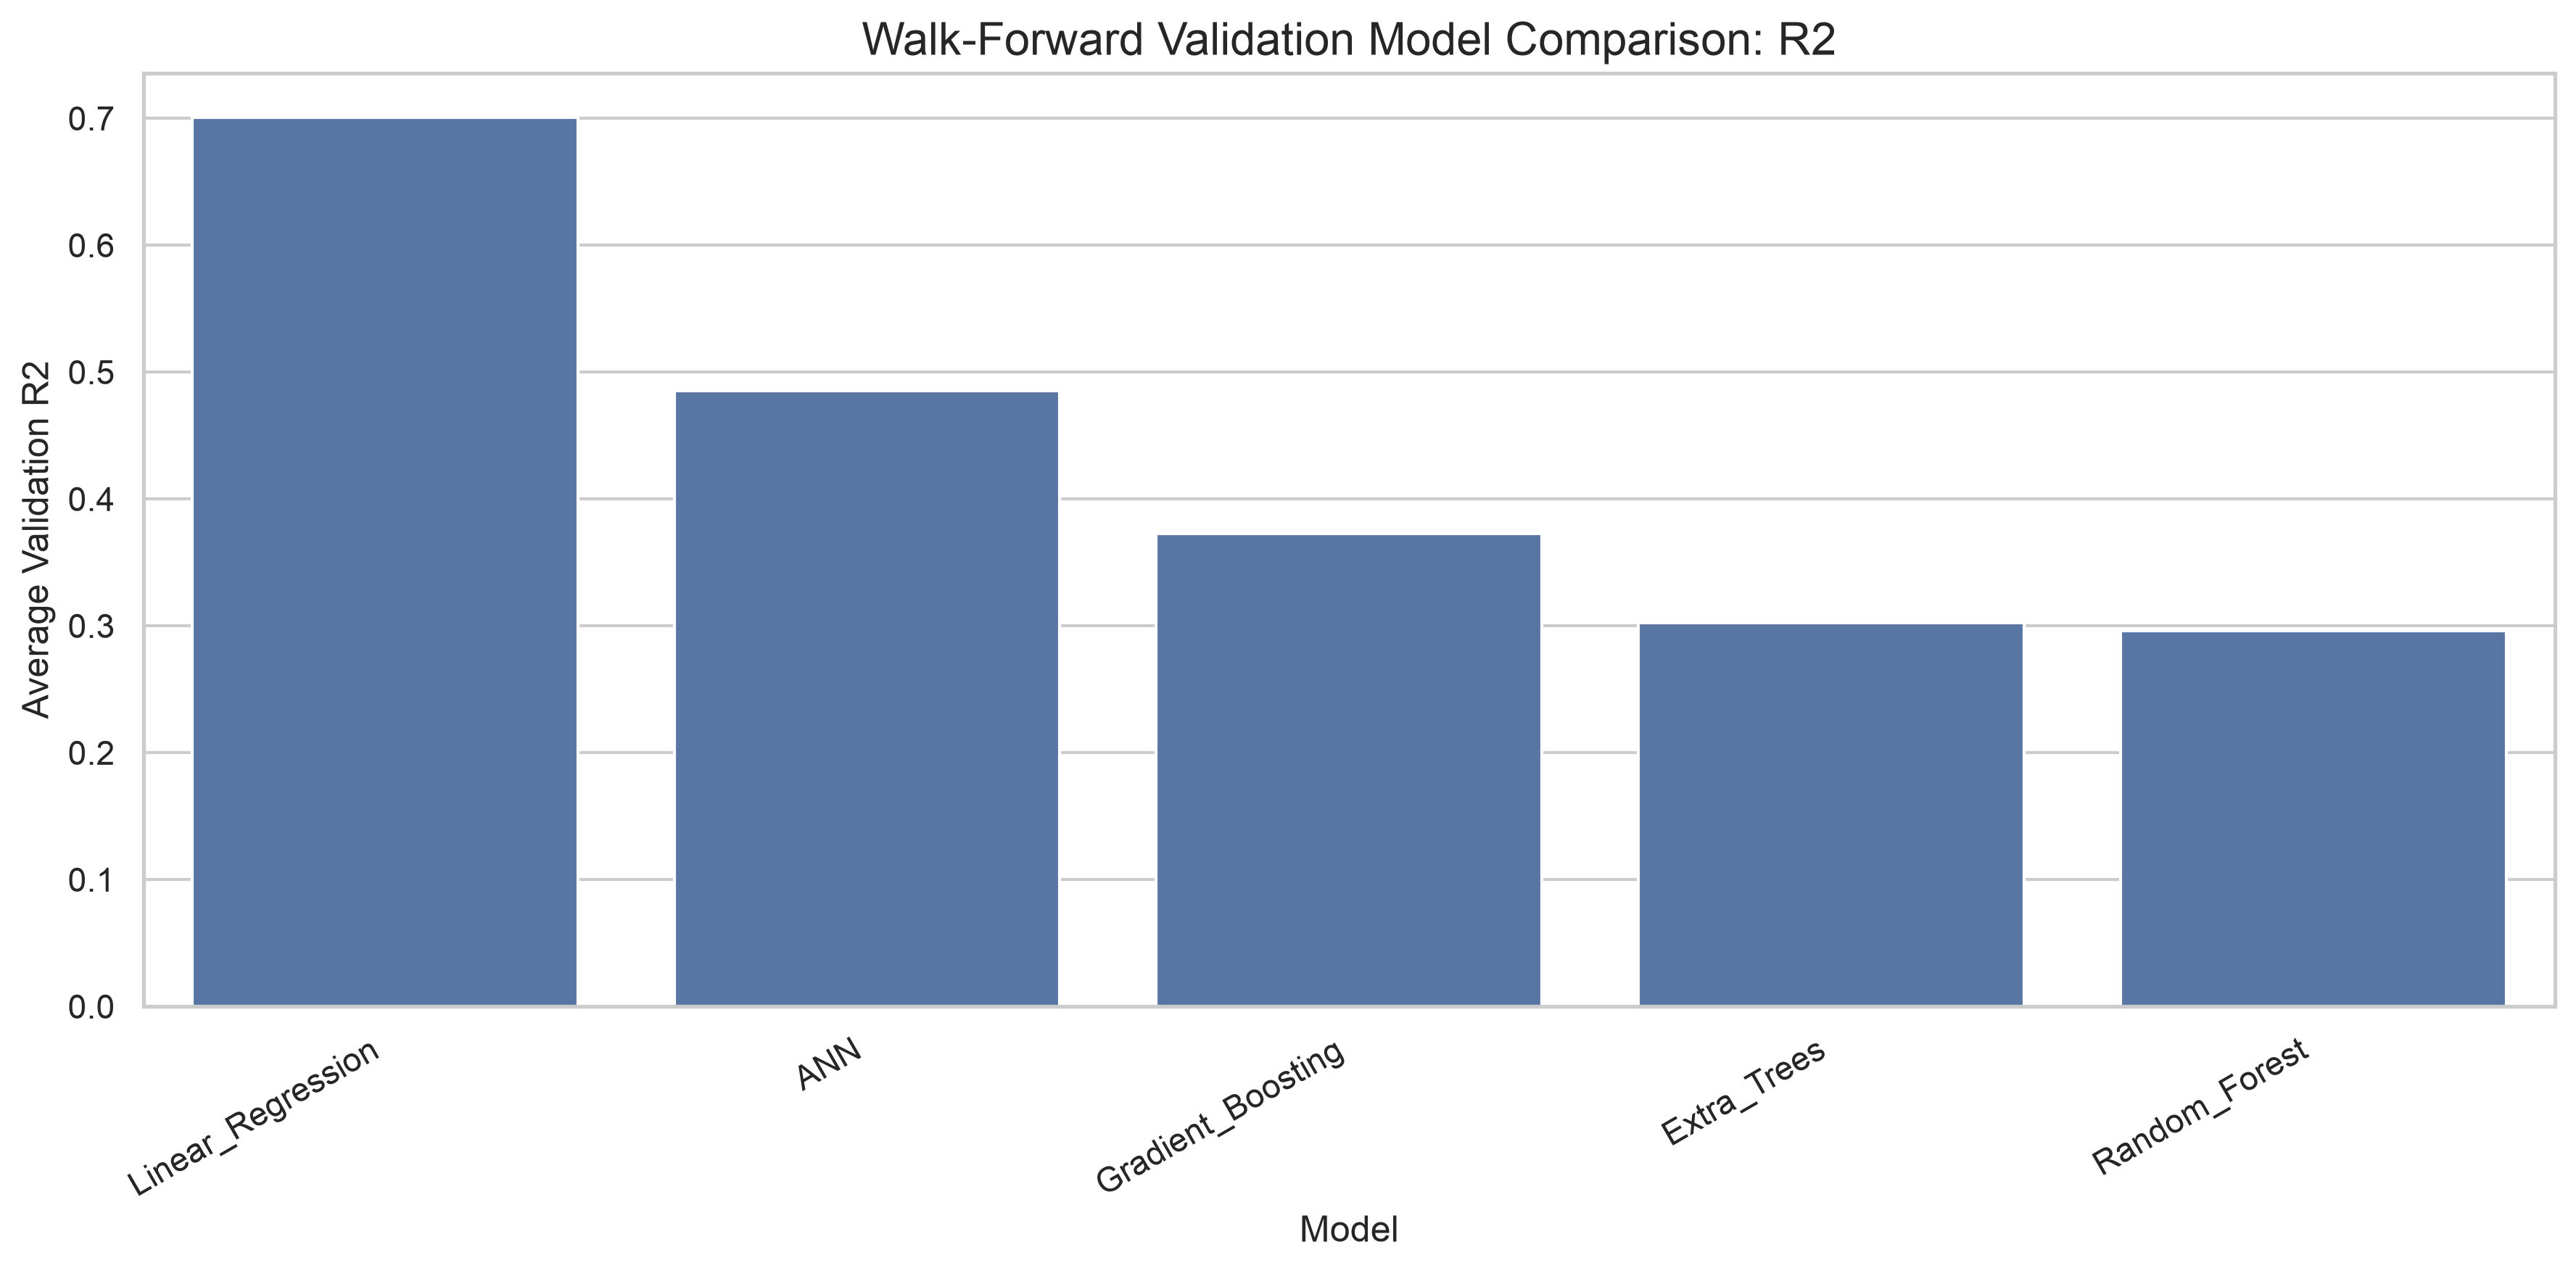 Walk-Forward Validation Model Comparison: R2
Average Validation R2
0.7
0.6
0.5
0.4
0.3
0.2
0.1
0.0
Linear_Regression
ANN
Gradient_Boosting
Extra_Trees
Random_Forest
Model